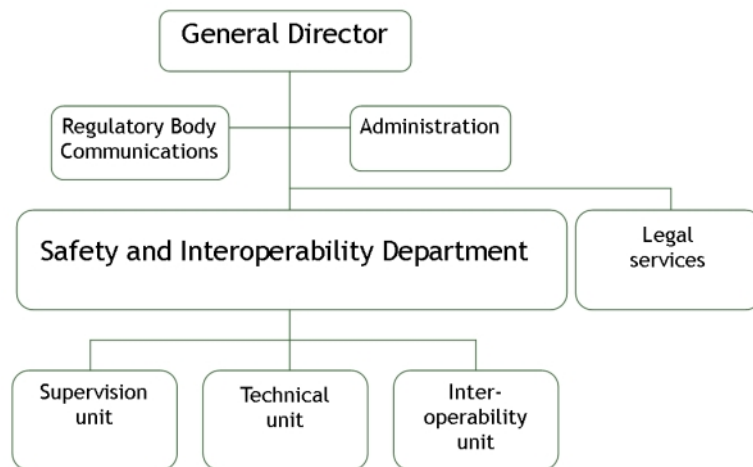 General Director
Regulatory Body
Communications
Administration
Safety and Interoperability Department
Legal
services
Supervision
unit
Technical
unit
Inter-
operability
unit